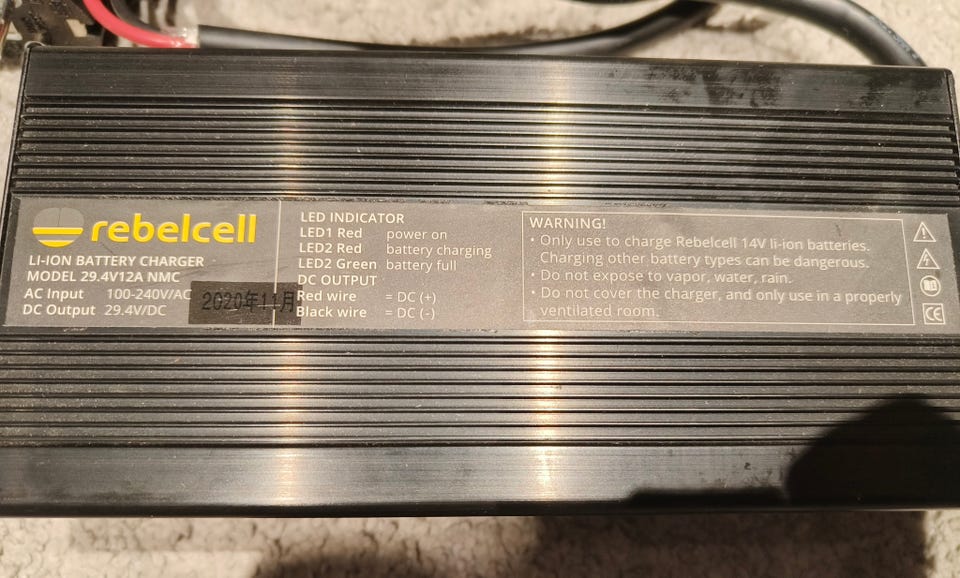 rebelcell
LI-ION BATTERY CHARGER
MODEL 29.4V12A NMC
AC Input 100-240V/AC
DC Output 29.4V/DC
2020年11月
LED INDICATOR
LED1 Red power on
LED2 Red battery charging
LED2 Green battery full
DC OUTPUT
Red wire = DC (+)
Black wire = DC (-)
WARNING!
• Only use to charge Rebelcell 14V li-ion batteries.
Charging other battery types can be dangerous.
• Do not expose to vapor, water, rain.
• Do not cover the charger, and only use in a properly
ventilated room.
CE